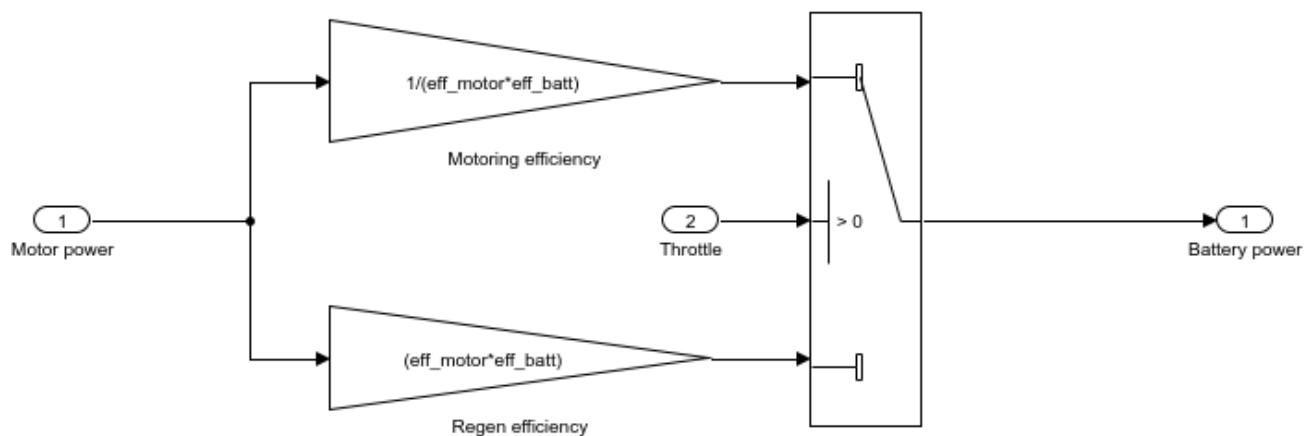 1/(eff_motor*eff_batt)
Motoring efficiency
1
Motor power
2
Throttle
> 0
1
Battery power
(eff_motor*eff_batt)
Regen efficiency